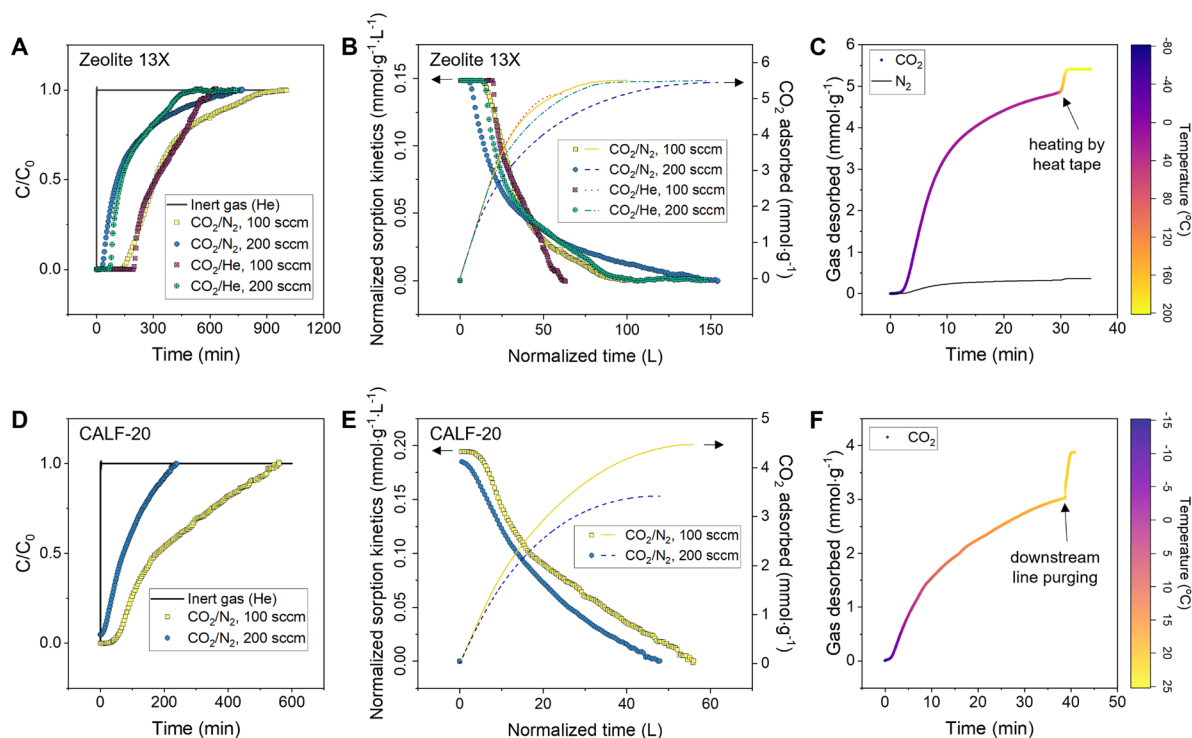 A
Zeolite 13X
C/C₀
1.0
0.5
0.0
Inert gas (He)
CO₂/N₂, 100 sccm
CO₂/N₂, 200 sccm
CO₂/He, 100 sccm
CO₂/He, 200 sccm
0 300 600 900 1200
Time (min)
B
Zeolite 13X
Normalized sorption kinetics (mmol·g⁻¹·L⁻¹)
0.15
0.10
0.05
0.00
CO₂/N₂, 100 sccm
CO₂/N₂, 200 sccm
CO₂/He, 100 sccm
CO₂/He, 200 sccm
6
5
4
3
2
1
0
CO₂ adsorbed (mmol·g⁻¹)
0 50 100 150
Normalized time (L)
C
Gas desorbed (mmol·g⁻¹)
6
5
4
3
2
1
0
CO₂
N₂
heating by
heat tape
0 10 20 30 40
Time (min)
-80
-40
0
40
80
120
160
200
Temperature (°C)
D
CALF-20
C/C₀
1.0
0.5
0.0
Inert gas (He)
CO₂/N₂, 100 sccm
CO₂/N₂, 200 sccm
0 200 400 600
Time (min)
E
CALF-20
Normalized sorption kinetics (mmol·g⁻¹·L⁻¹)
0.20
0.15
0.10
0.05
0.00
CO₂/N₂, 100 sccm
CO₂/N₂, 200 sccm
5
4
3
2
1
0
CO₂ adsorbed (mmol·g⁻¹)
0 20 40 60
Normalized time (L)
F
Gas desorbed (mmol·g⁻¹)
4
3
2
1
0
CO₂
downstream
line purging
0 10 20 30 40 50
Time (min)
-15
-10
-5
0
5
10
15
20
25
Temperature (°C)